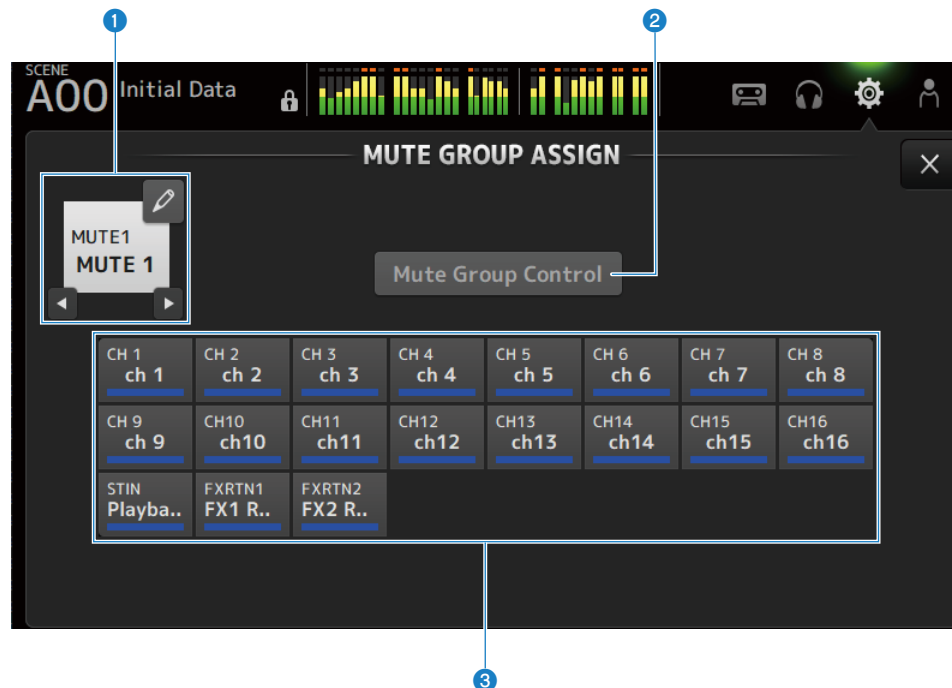 1 2
SCENE
A00 Initial Data
MUTE GROUP ASSIGN
MUTE1
MUTE 1
Mute Group Control
CH 1 CH 2 CH 3 CH 4 CH 5 CH 6 CH 7 CH 8
ch 1 ch 2 ch 3 ch 4 ch 5 ch 6 ch 7 ch 8
CH 9 CH10 CH11 CH12 CH13 CH14 CH15 CH16
ch 9 ch10 ch11 ch12 ch13 ch14 ch15 ch16
STIN FXRTN1 FXRTN2
Playba.. FX1 R.. FX2 R..
3